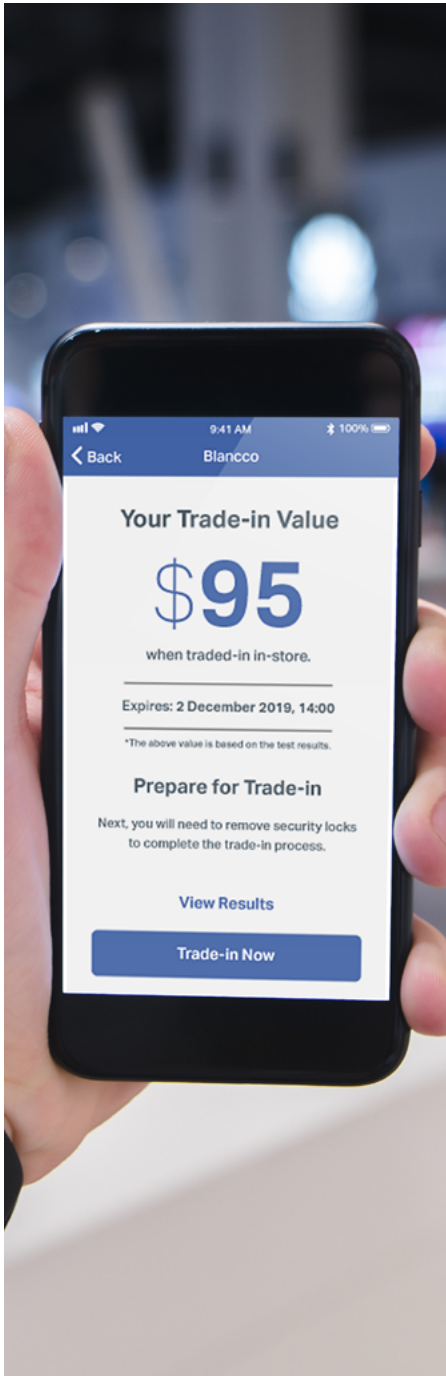 9:41 AM
100%
Back
Blancco
Your Trade-in Value
$95
when traded-in in-store.
Expires: 2 December 2019, 14:00
*The above value is based on the test results.
Prepare for Trade-in
Next, you will need to remove security locks
to complete the trade-in process.
View Results
Trade-in Now